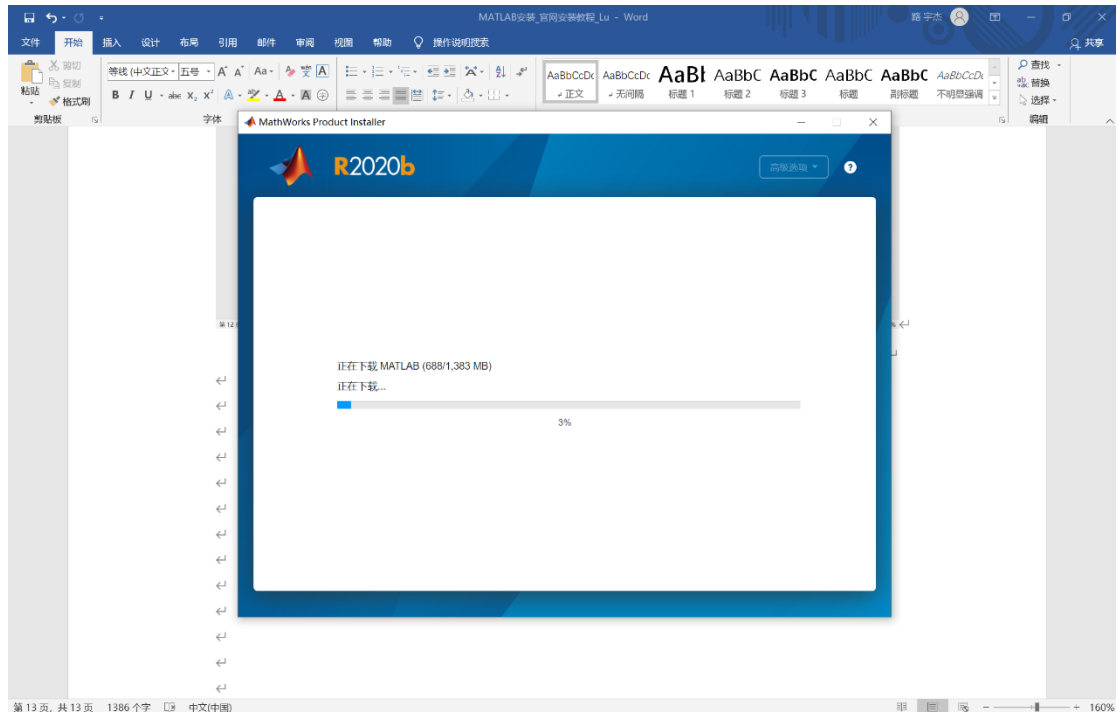 MATLAB安装_官网安装教程_Lu - Word
路 宇杰
文件 开始 插入 设计 布局 引用 邮件 审阅 视图 帮助 操作说明搜索 共享
粘贴
剪切
复制
格式刷
剪贴板
等线 (中文正文) 五号
字体
AaBbCcDc AaBbCcDc AaBb AaBbC AaBbC AaBbC AaBbC AaBbCcDc
正文 无间隔 标题 1 标题 2 标题 3 标题 副标题 不明显强调
查找
替换
选择
编辑
MathWorks Product Installer
R2020b
高级选项
正在下载 MATLAB (688/1,383 MB)
正在下载...
3%
第 13 页，共 13 页 1386 个字 中文(中国) 160%